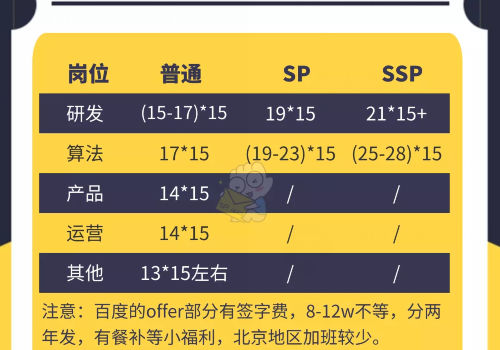 岗位 普通 SP SSP
研发 (15-17)*15 19*15 21*15+
算法 17*15 (19-23)*15 (25-28)*15
产品 14*15 / /
运营 14*15 / /
其他 13*15左右 / /
注意：百度的offer部分有签字费，8-12w不等，分两
年发，有餐补等小福利，北京地区加班较少。